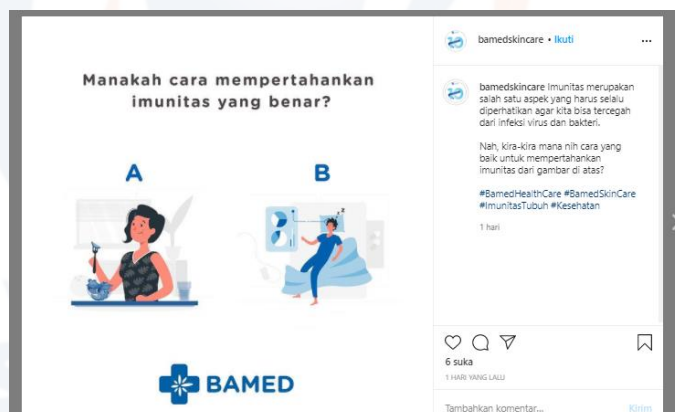 Manakah cara mempertahankan
imunitas yang benar?
A
B
BAMED
bamedskincare • Ikuti
bamedskincare Imunitas merupakan
salah satu aspek yang harus selalu
diperhatikan agar kita bisa tercegah
dari infeksi virus dan bakteri.
Nah, kira-kira mana nih cara yang
baik untuk mempertahankan
imunitas dari gambar di atas?
#BamedHealthCare #BamedSkinCare
#ImunitasTubuh #Kesehatan
1 hari
6 suka
1 HARI YANG LALU
Tambahkan komentar...
Kirim